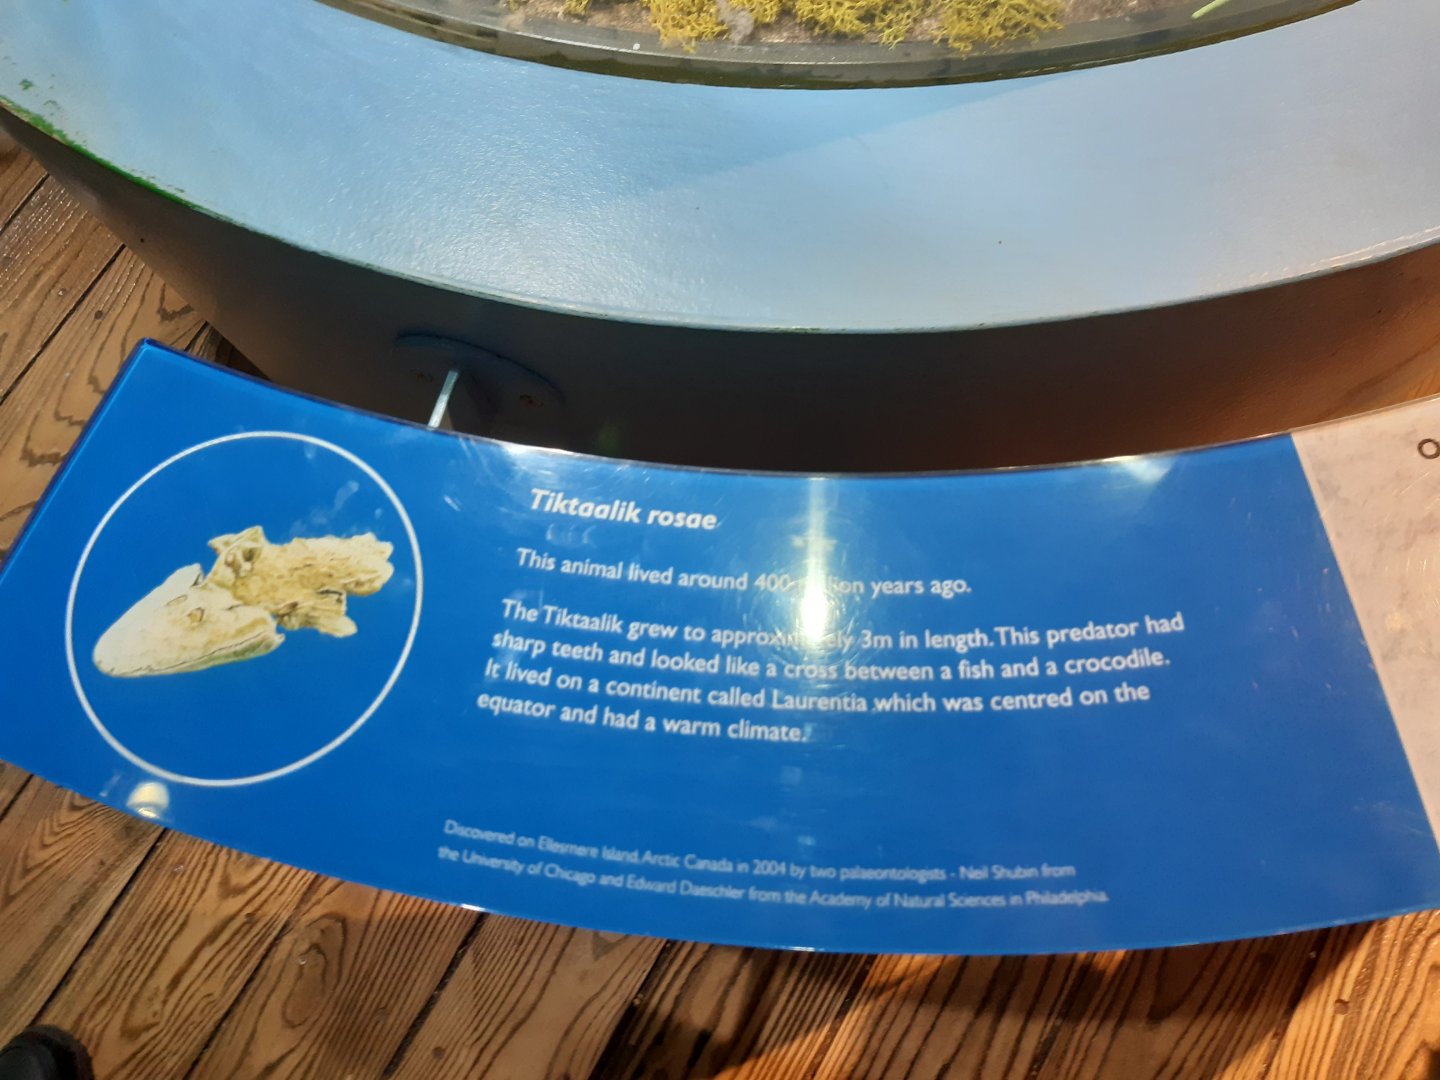 Tiktaalik rosae
This animal lived around 400 million years ago.
The Tiktaalik grew to approximately 3m in length. This predator had
sharp teeth and looked like a cross between a fish and a crocodile.
It lived on a continent called Laurentia which was centred on the
equator and had a warm climate.
Discovered on Ellesmere Island, Arctic Canada in 2004 by two palaeontologists - Neil Shubin from
the University of Chicago and Edward Daeschler from the Academy of Natural Sciences in Philadelphia.